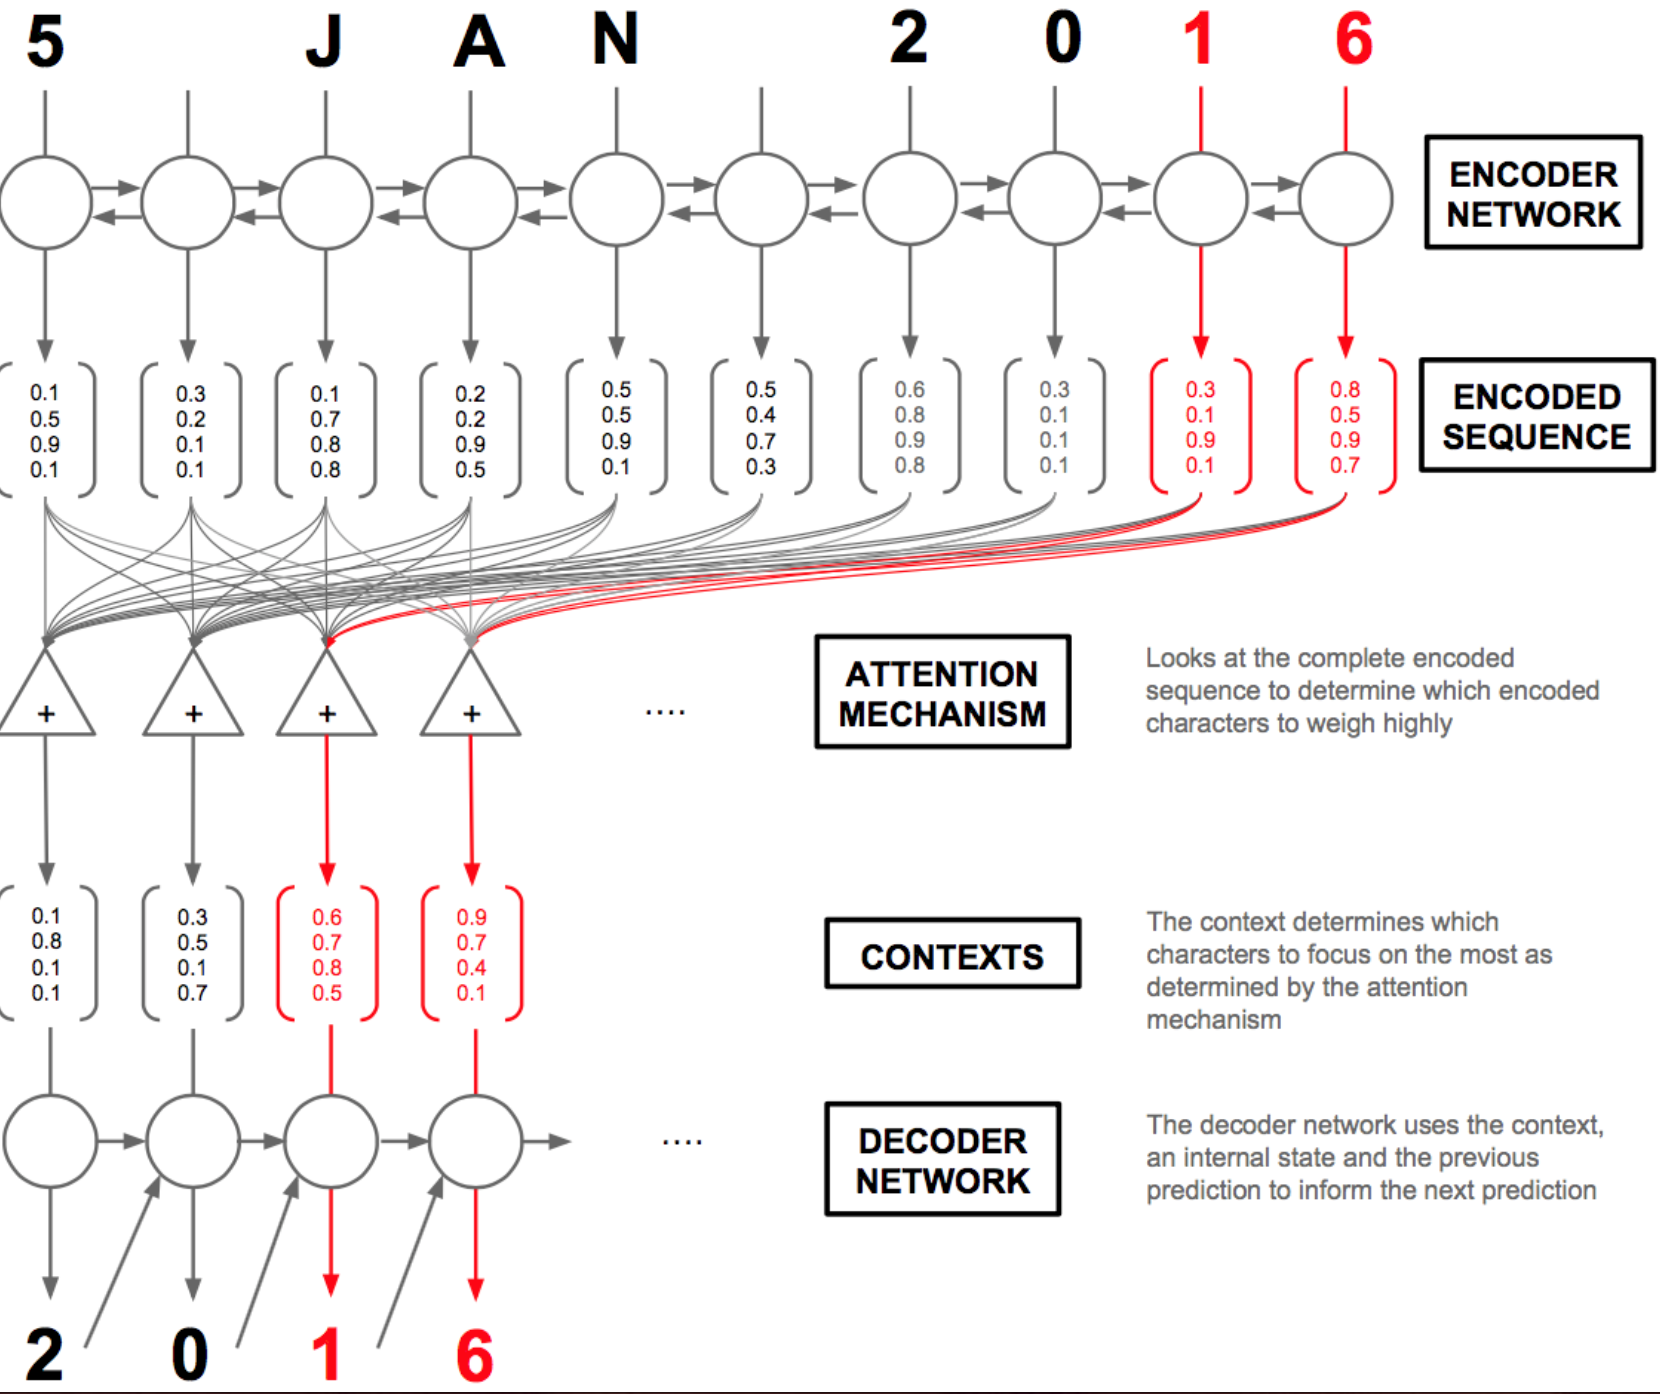 5 J A N 2 0 1 6
ENCODER
NETWORK
0.1 0.3 0.1 0.2 0.5 0.5 0.6 0.3 0.3 0.8
0.5 0.2 0.7 0.2 0.5 0.4 0.8 0.1 0.1 0.5
0.9 0.1 0.8 0.9 0.9 0.7 0.9 0.1 0.9 0.9
0.1 0.1 0.8 0.5 0.1 0.3 0.8 0.1 0.1 0.7
ENCODED
SEQUENCE
+ + + + ....
ATTENTION
MECHANISM
Looks at the complete encoded
sequence to determine which encoded
characters to weigh highly
0.1 0.3 0.6 0.9
0.8 0.5 0.7 0.7
0.1 0.1 0.8 0.4
0.1 0.7 0.5 0.1
CONTEXTS
The context determines which
characters to focus on the most as
determined by the attention
mechanism
....
DECODER
NETWORK
The decoder network uses the context,
an internal state and the previous
prediction to inform the next prediction
2 0 1 6